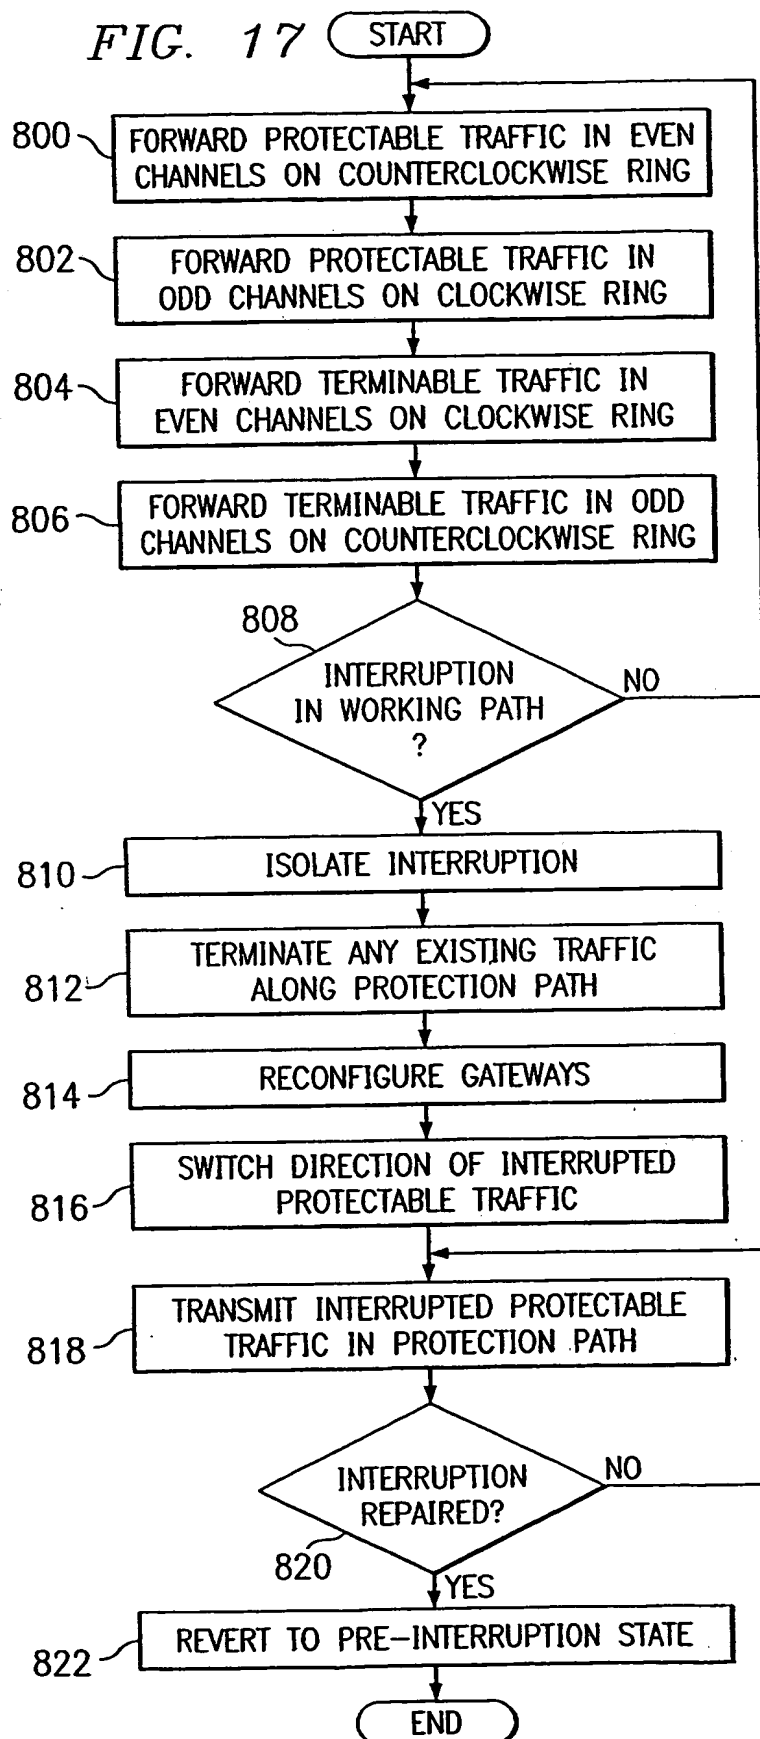 FIG. 17
START
800
FORWARD PROTECTABLE TRAFFIC IN EVEN
CHANNELS ON COUNTERCLOCKWISE RING
802
FORWARD PROTECTABLE TRAFFIC IN
ODD CHANNELS ON CLOCKWISE RING
804
FORWARD TERMINABLE TRAFFIC IN
EVEN CHANNELS ON CLOCKWISE RING
806
FORWARD TERMINABLE TRAFFIC IN ODD
CHANNELS ON COUNTERCLOCKWISE RING
808
INTERRUPTION
IN WORKING PATH
?
NO
YES
810
ISOLATE INTERRUPTION
812
TERMINATE ANY EXISTING TRAFFIC
ALONG PROTECTION PATH
814
RECONFIGURE GATEWAYS
816
SWITCH DIRECTION OF INTERRUPTED
PROTECTABLE TRAFFIC
818
TRANSMIT INTERRUPTED PROTECTABLE
TRAFFIC IN PROTECTION PATH
INTERRUPTION
REPAIRED?
NO
820
YES
822
REVERT TO PRE-INTERRUPTION STATE
END